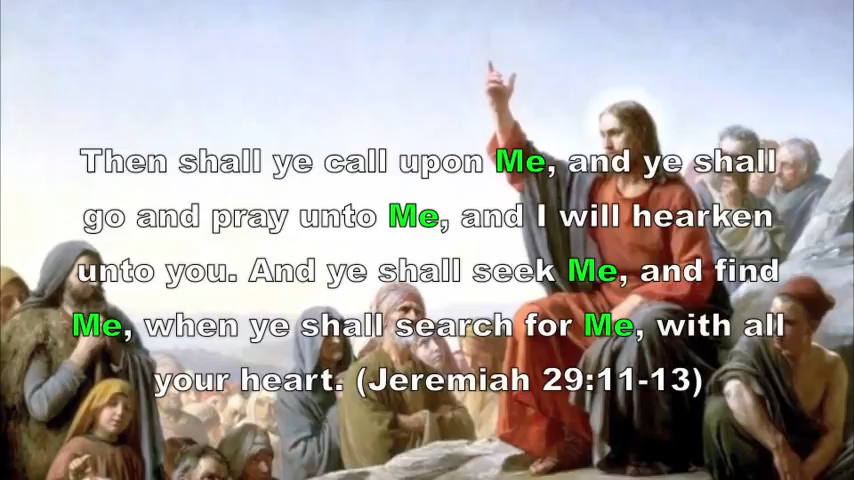 Then shall ye call upon Me, and ye shall
go and pray unto Me, and I will hearken
unto you. And ye shall seek Me, and find
Me, when ye shall search for Me, with all
your heart. (Jeremiah 29:11-13)